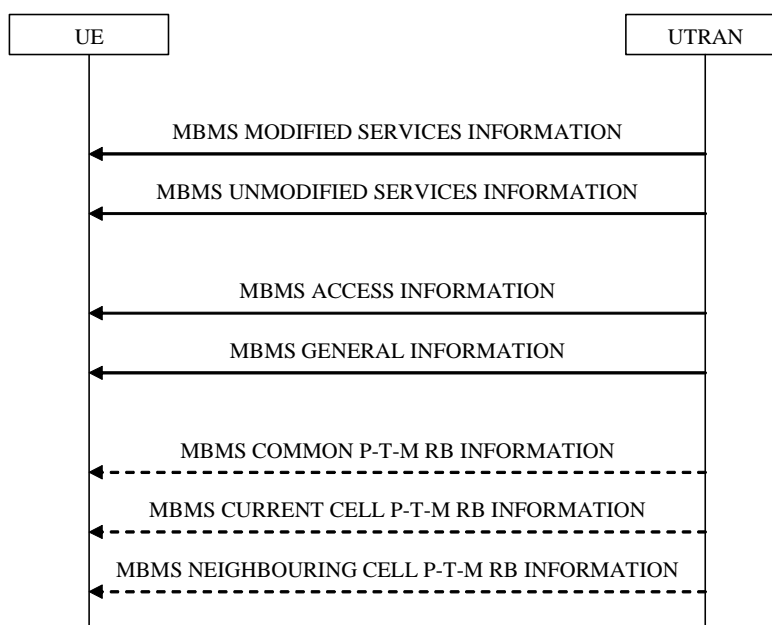 UE
UTRAN
MBMS MODIFIED SERVICES INFORMATION
MBMS UNMODIFIED SERVICES INFORMATION
MBMS ACCESS INFORMATION
MBMS GENERAL INFORMATION
MBMS COMMON P-T-M RB INFORMATION
MBMS CURRENT CELL P-T-M RB INFORMATION
MBMS NEIGHBOURING CELL P-T-M RB INFORMATION